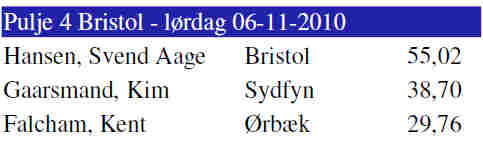 Pulje 4 Bristol - lørdag 06-11-2010
Hansen, Svend Aage Bristol 55,02
Gaarsmand, Kim Sydfyn 38,70
Falcham, Kent Ørbæk 29,76